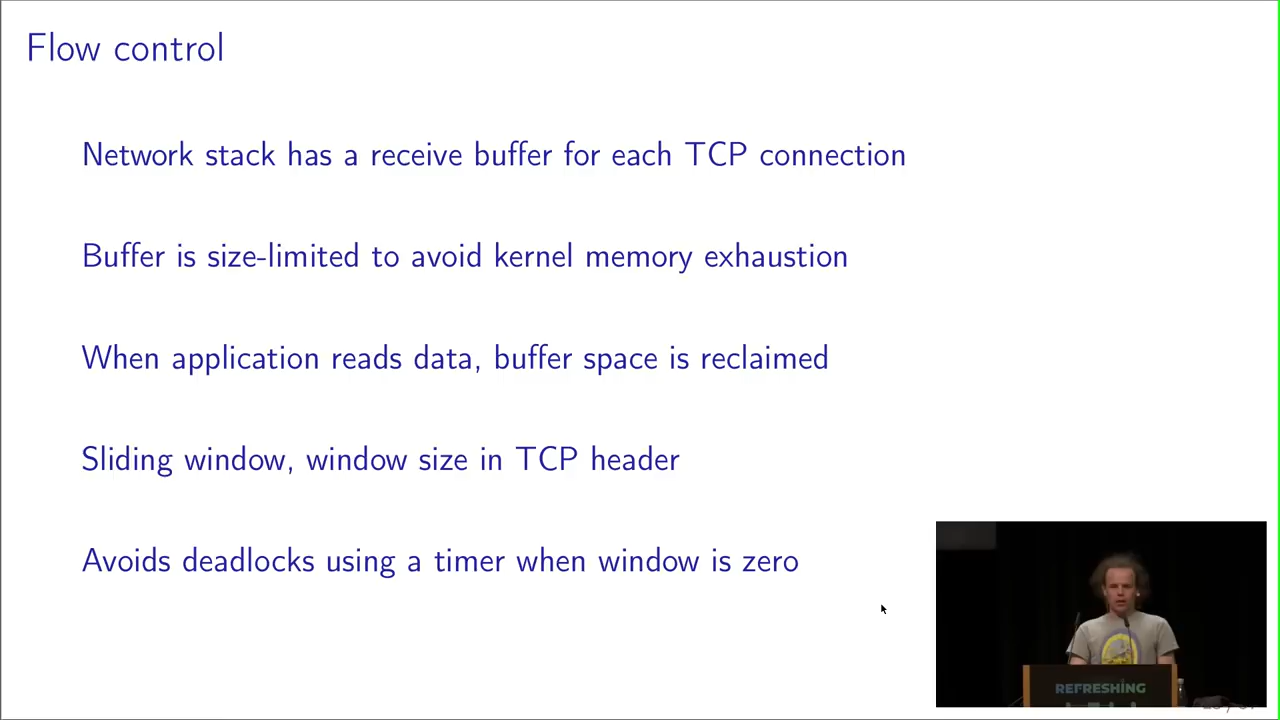 Flow control
Network stack has a receive buffer for each TCP connection
Buffer is size-limited to avoid kernel memory exhaustion
When application reads data, buffer space is reclaimed
Sliding window, window size in TCP header
Avoids deadlocks using a timer when window is zero
REFRESHING